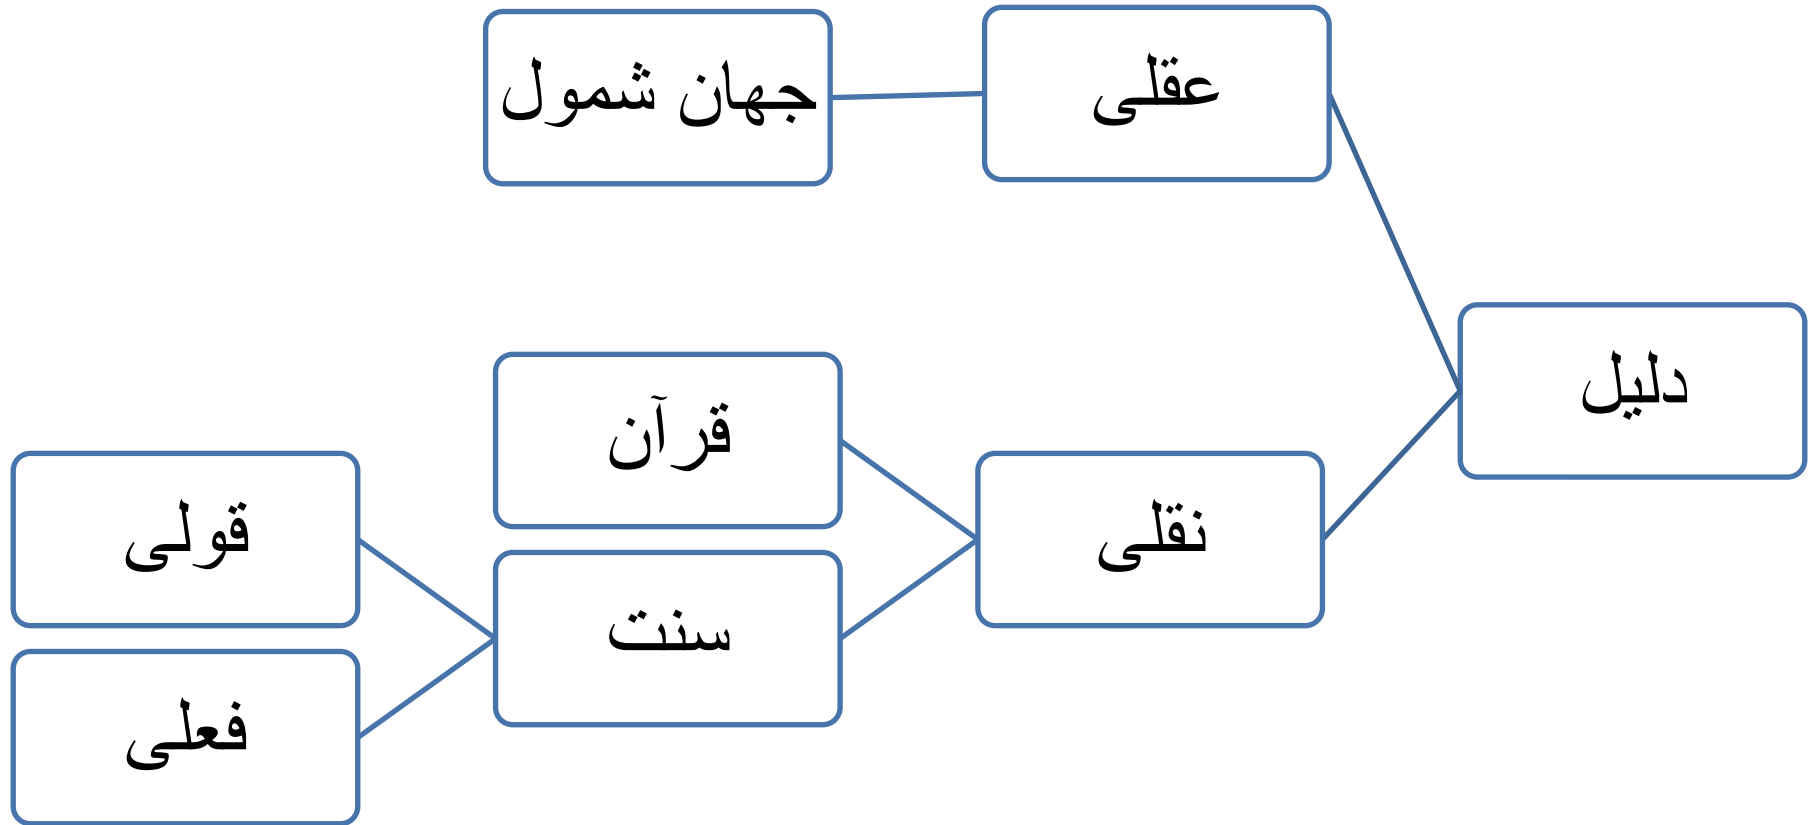 دلیل
عقلی
جهان شمول
نقلی
قرآن
سنت
قولی
فعلی